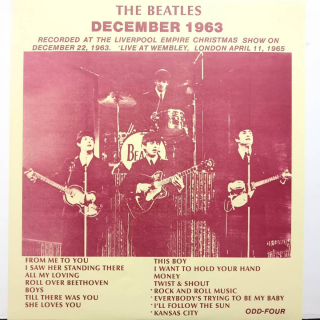 THE BEATLES
DECEMBER 1963
RECORDED AT THE LIVERPOOL EMPIRE CHRISTMAS SHOW ON
DECEMBER 22, 1963. *LIVE AT WEMBLEY, LONDON APRIL 11, 1965
BEA
FROM ME TO YOU
I SAW HER STANDING THERE
ALL MY LOVING
ROLL OVER BEETHOVEN
BOYS
TILL THERE WAS YOU
SHE LOVES YOU
THIS BOY
I WANT TO HOLD YOUR HAND
MONEY
TWIST & SHOUT
*ROCK AND ROLL MUSIC
*EVERYBODY'S TRYING TO BE MY BABY
*I'LL FOLLOW THE SUN
*KANSAS CITY
ODD-FOUR